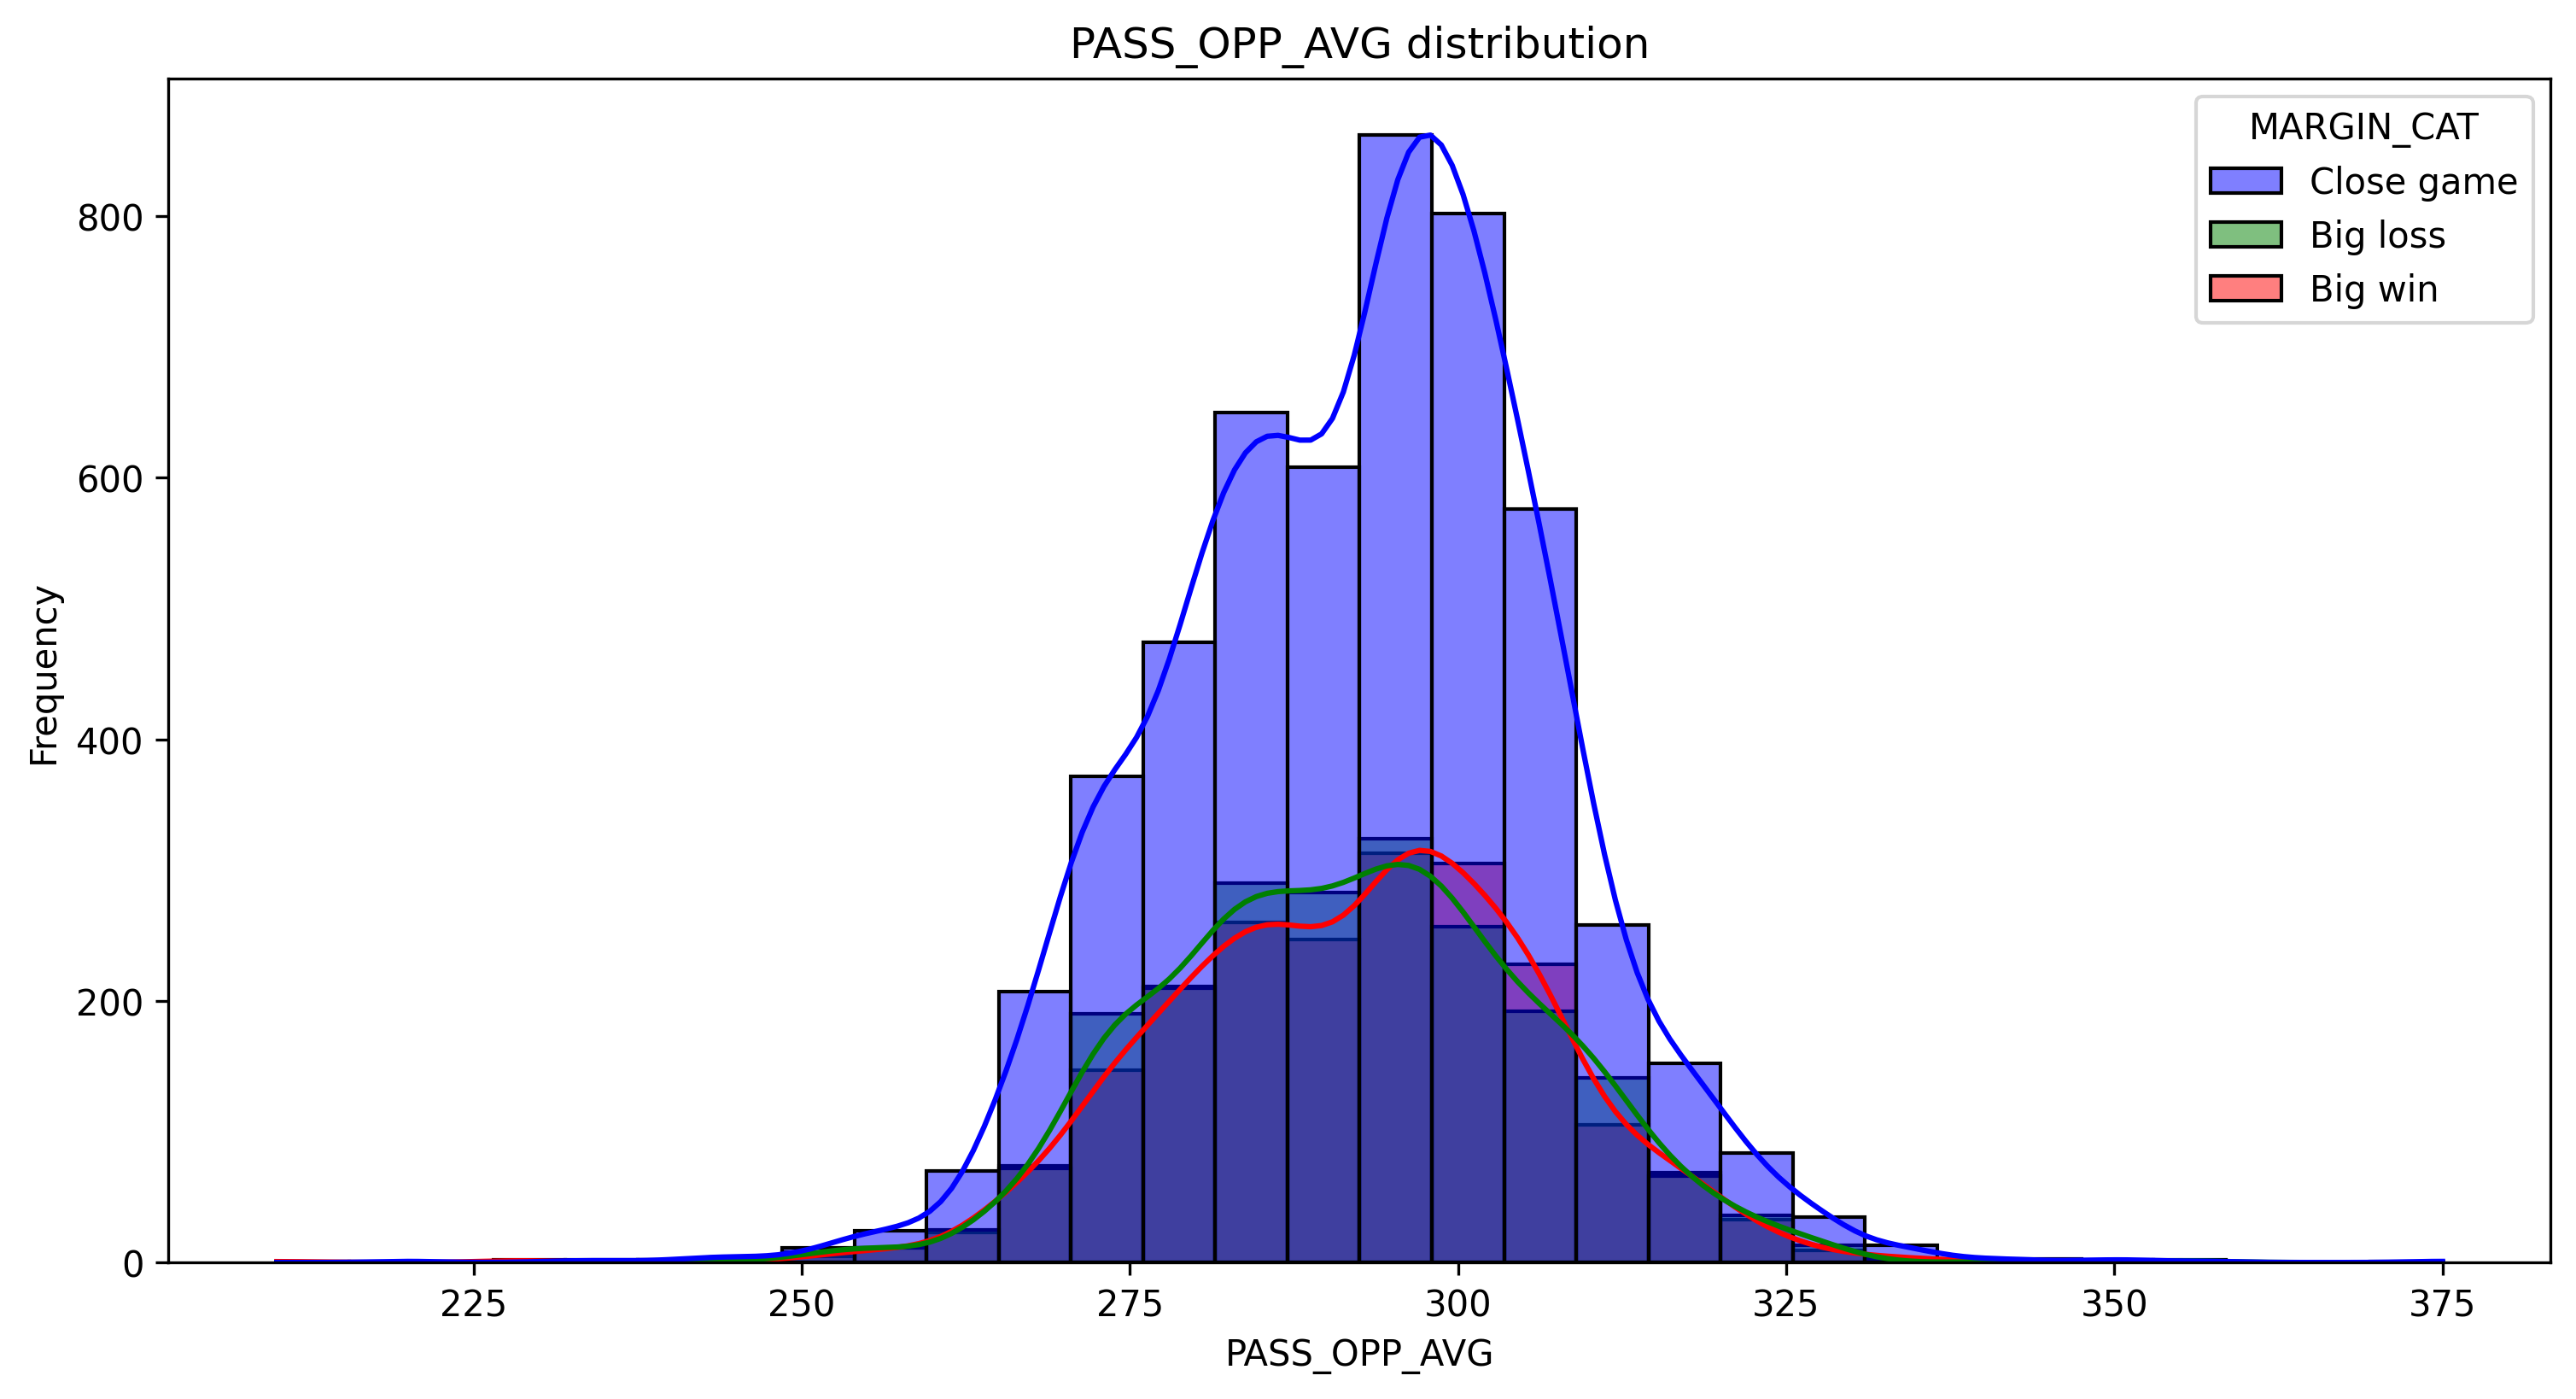 PASS_OPP_AVG distribution
MARGIN_CAT
Close game
Big loss
Big win
Frequency
800
600
400
200
0
225 250 275 300 325 350 375
PASS_OPP_AVG